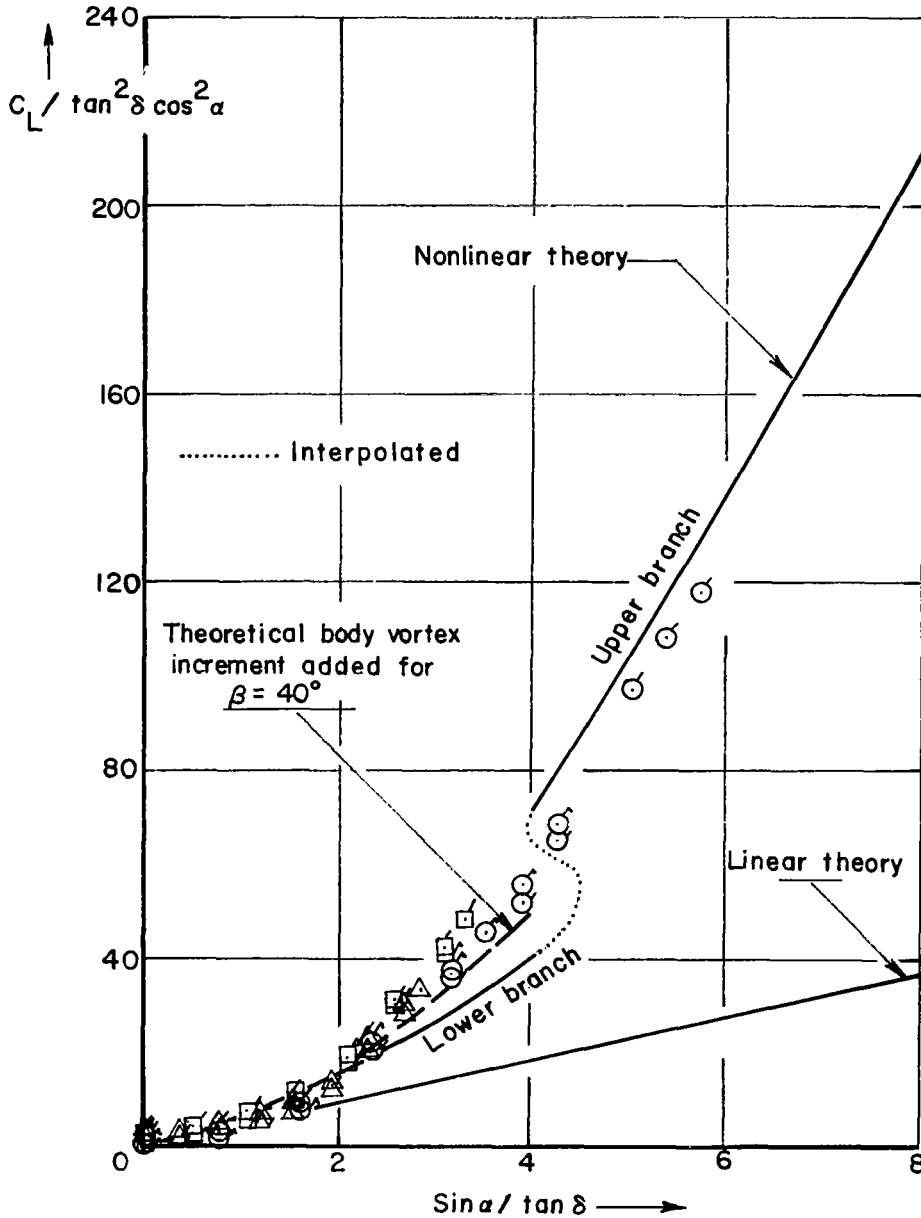 240
C_L / tan²δ cos²α
200
Nonlinear theory
160
............. Interpolated
Upper branch
120
Theoretical body vortex
increment added for
β = 40°
80
Linear theory
40
Lower branch
0 2 4 6 8
Sin α / tan δ